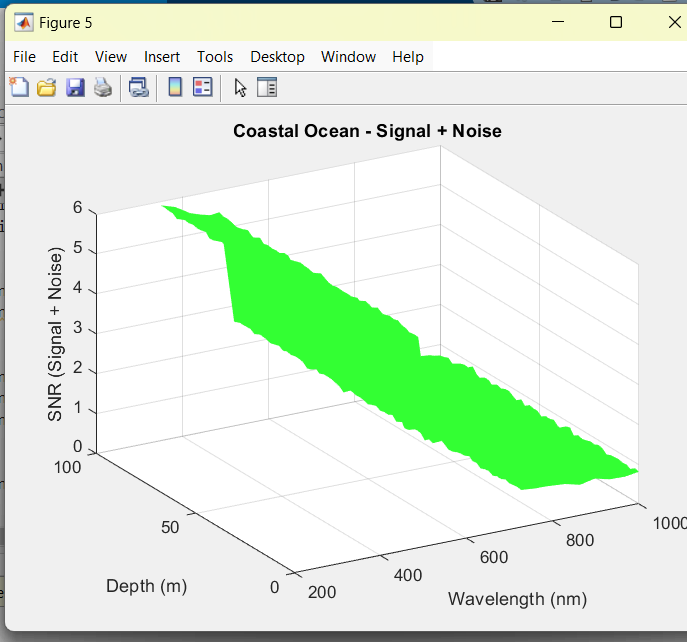 Figure 5
File Edit View Insert Tools Desktop Window Help
Coastal Ocean - Signal + Noise
6
5
4
3
2
1
0
SNR (Signal + Noise)
100
50
0
Depth (m)
200
400
600
800
1000
Wavelength (nm)